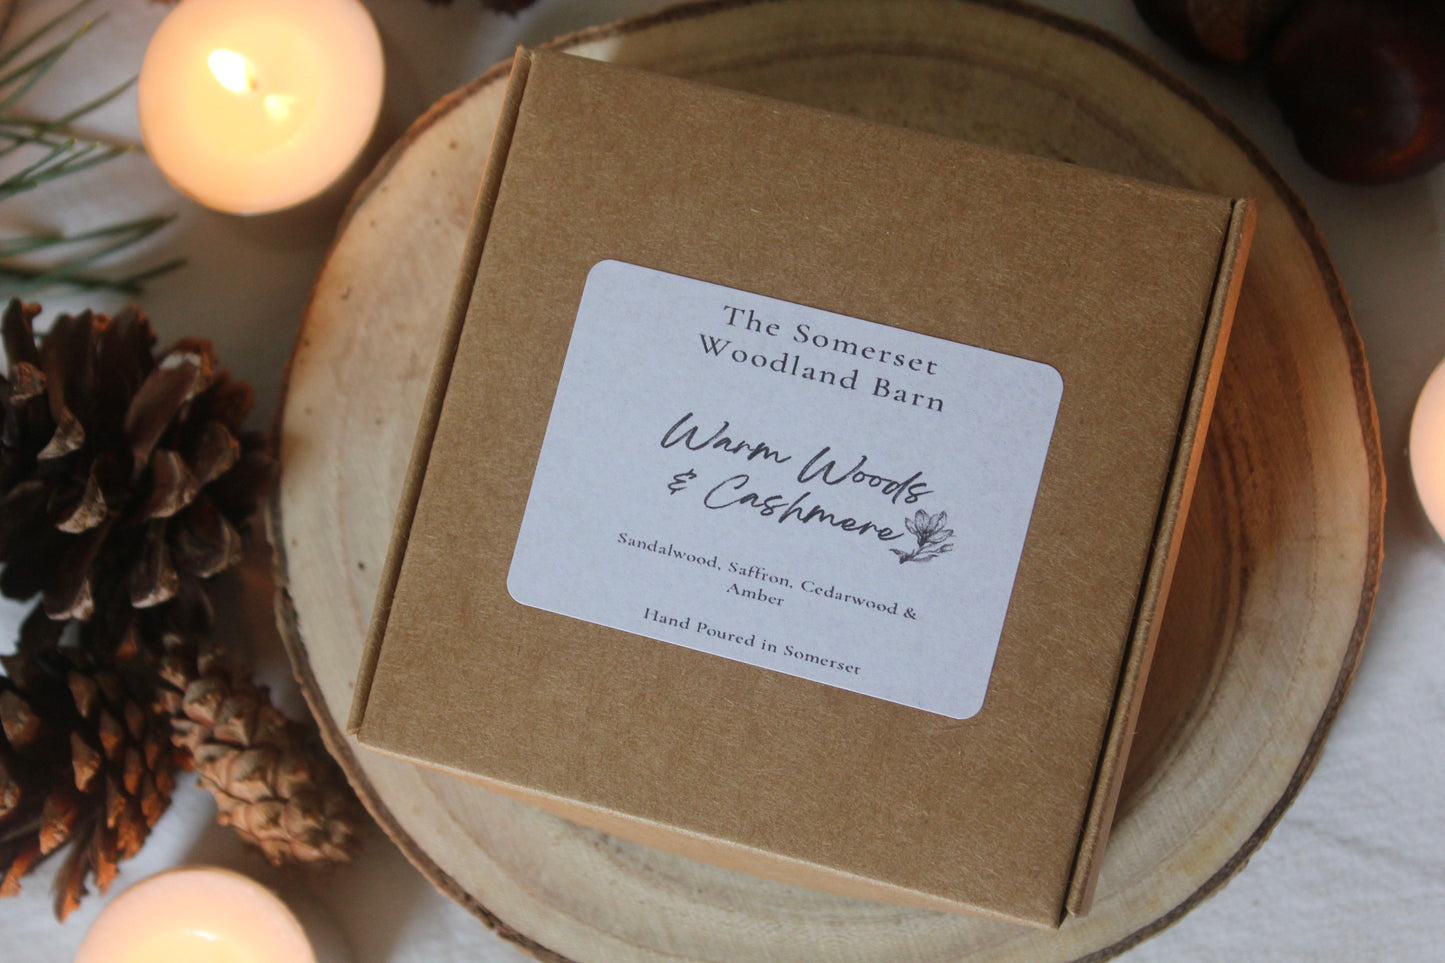 The Somerset
Woodland Barn
Warm Woods
& Cashmere
Sandalwood, Saffron, Cedarwood &
Amber
Hand Poured in Somerset